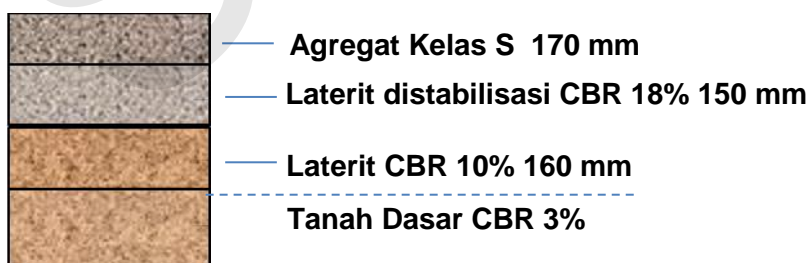 Agregat Kelas S 170 mm
Laterit distabilisasi CBR 18% 150 mm
Laterit CBR 10% 160 mm
Tanah Dasar CBR 3%